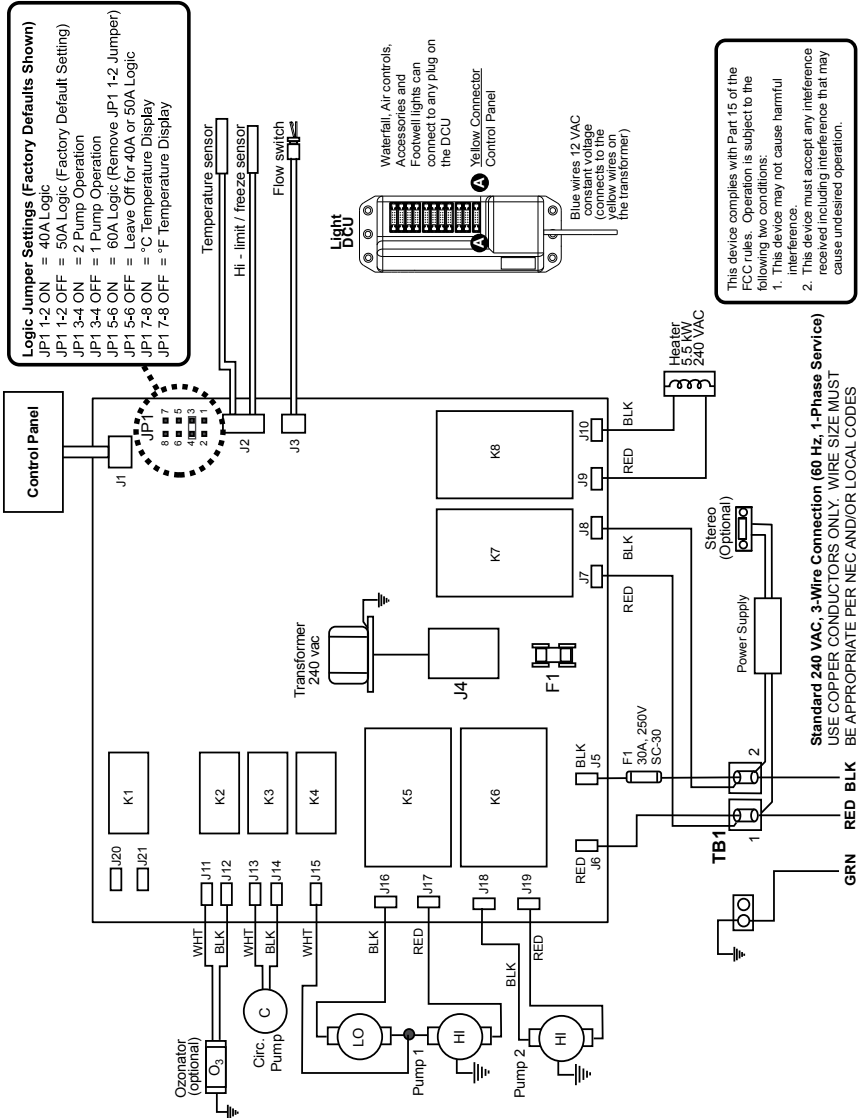 Logic Jumper Settings (Factory Defaults Shown)
JP1 1-2 ON = 40A Logic
JP1 1-2 OFF = 50A Logic (Factory Default Setting)
JP1 3-4 ON = 2 Pump Operation
JP1 3-4 OFF = 1 Pump Operation
JP1 5-6 ON = 60A Logic (Remove JP1 1-2 Jumper)
JP1 5-6 OFF = Leave Off for 40A or 50A Logic
JP1 7-8 ON = °C Temperature Display
JP1 7-8 OFF = °F Temperature Display
Control Panel
J1
JP1
8 7
6 5
4 3
2 1
J2
J3
Temperature sensor
Hi - limit / freeze sensor
Flow switch
Light
DCU
Waterfall, Air controls,
Accessories and
Footwell lights can
connect to any plug on
the DCU
A
A
Yellow Connector
Control Panel
Blue wires 12 VAC
constant voltage
(connects to the
yellow wires on
the transformer)
This device complies with Part 15 of the
FCC rules. Operation is subject to the
following two conditions:
1. This device may not cause harmful
interference.
2. This device must accept any inteference
received including interference that may
cause undesired operation.
K1
K2
K3
K4
K5
K6
K7
K8
J20
J21
J11
J12
J13
J14
J15
J16
J17
J18
J19
Transformer
240 vac
J4
F1
J6
J5
J7
J8
J9
J10
RED
BLK
RED
BLK
RED
BLK
Heater
5.5 kW
240 VAC
F1
30A, 250V
SC-30
Stereo
(Optional)
Power Supply
TB1
1
2
WHT
BLK
WHT
BLK
WHT
BLK
RED
BLK
RED
Ozonator
(optional)
O3
Circ.
Pump
C
Pump 1
LO
HI
Pump 2
HI
GRN
RED
BLK
Standard 240 VAC, 3-Wire Connection (60 Hz, 1-Phase Service)
USE COPPER CONDUCTORS ONLY. WIRE SIZE MUST
BE APPROPRIATE PER NEC AND/OR LOCAL CODES